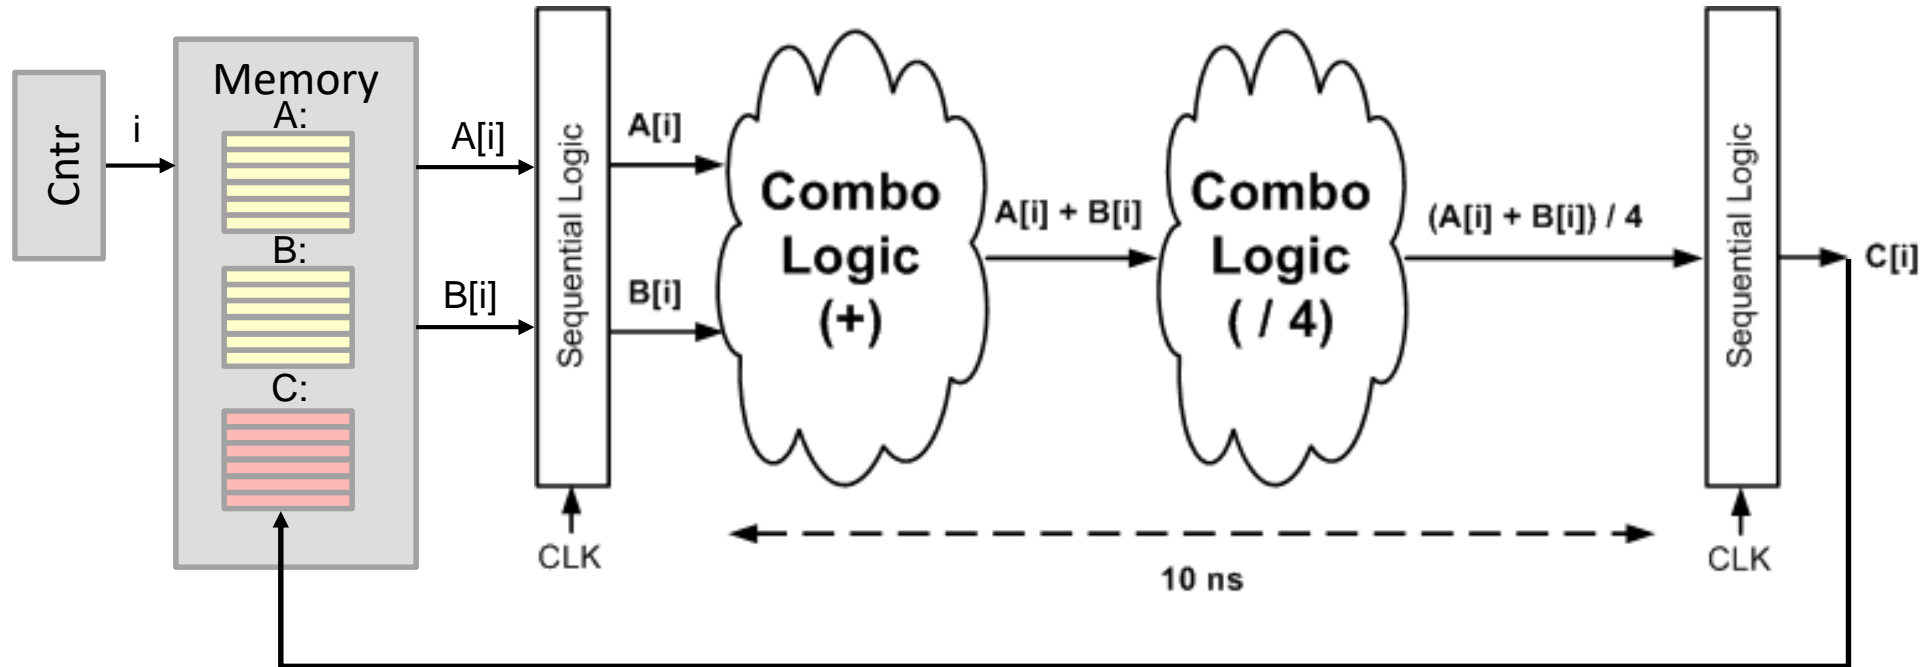 Cntr
i
Memory
A:
B:
C:
A[i]
B[i]
Sequential Logic
CLK
A[i]
B[i]
Combo
Logic
(+)
A[i] + B[i]
Combo
Logic
( / 4)
(A[i] + B[i]) / 4
10 ns
Sequential Logic
CLK
C[i]